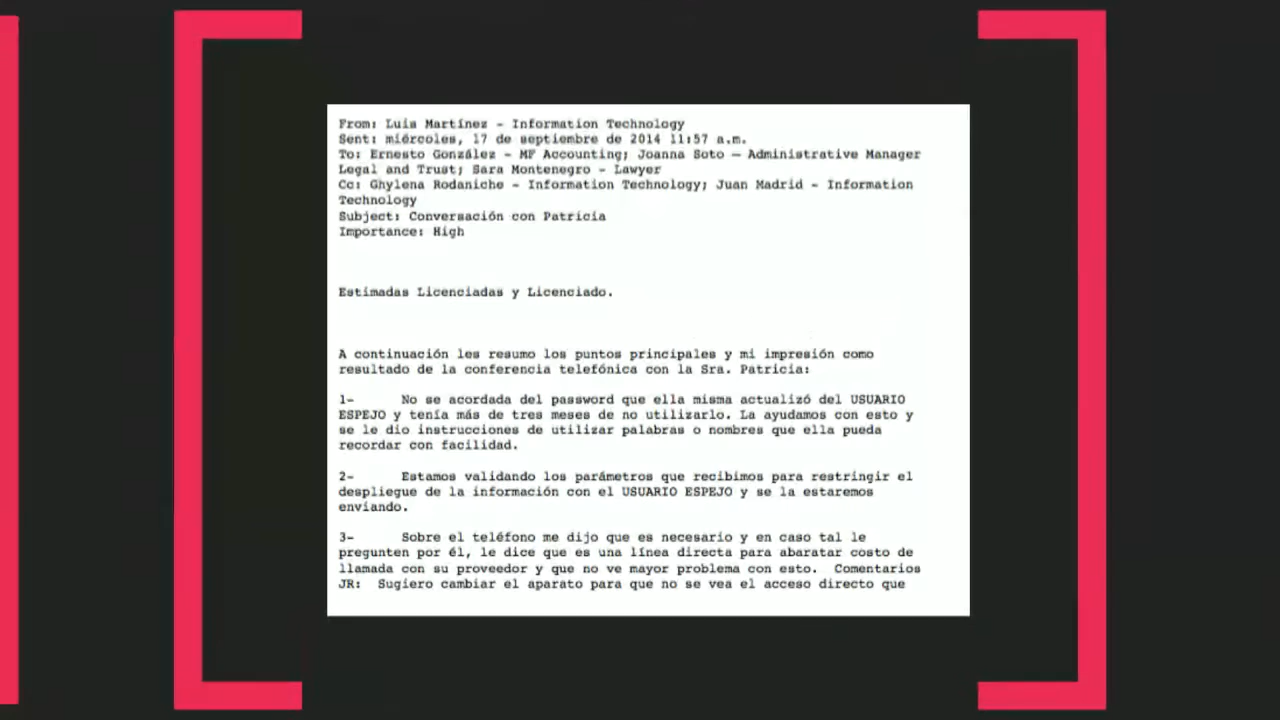 From: Luis Martínez - Information Technology
Sent: miércoles, 17 de septiembre de 2014 11:57 a.m.
To: Ernesto González - MF Accounting; Joanna Soto – Administrative Manager
Legal and Trust; Sara Montenegro - Lawyer
Cc: Ghylena Rodaniche - Information Technology; Juan Madrid - Information
Technology
Subject: Conversación con Patricia
Importance: High
Estimadas Licenciadas y Licenciado.
A continuación les resumo los puntos principales y mi impresión como
resultado de la conferencia telefónica con la Sra. Patricia:
1- No se acordada del password que ella misma actualizó del USUARIO
ESPEJO y tenía más de tres meses de no utilizarlo. La ayudamos con esto y
se le dio instrucciones de utilizar palabras o nombres que ella pueda
recordar con facilidad.
2- Estamos validando los parámetros que recibimos para restringir el
despliegue de la información con el USUARIO ESPEJO y se la estaremos
enviando.
3- Sobre el teléfono me dijo que es necesario y en caso tal le
pregunten por él, le dice que es una línea directa para abaratar costo de
llamada con su proveedor y que no ve mayor problema con esto. Comentarios
JR: Sugiero cambiar el aparato para que no se vea el acceso directo que